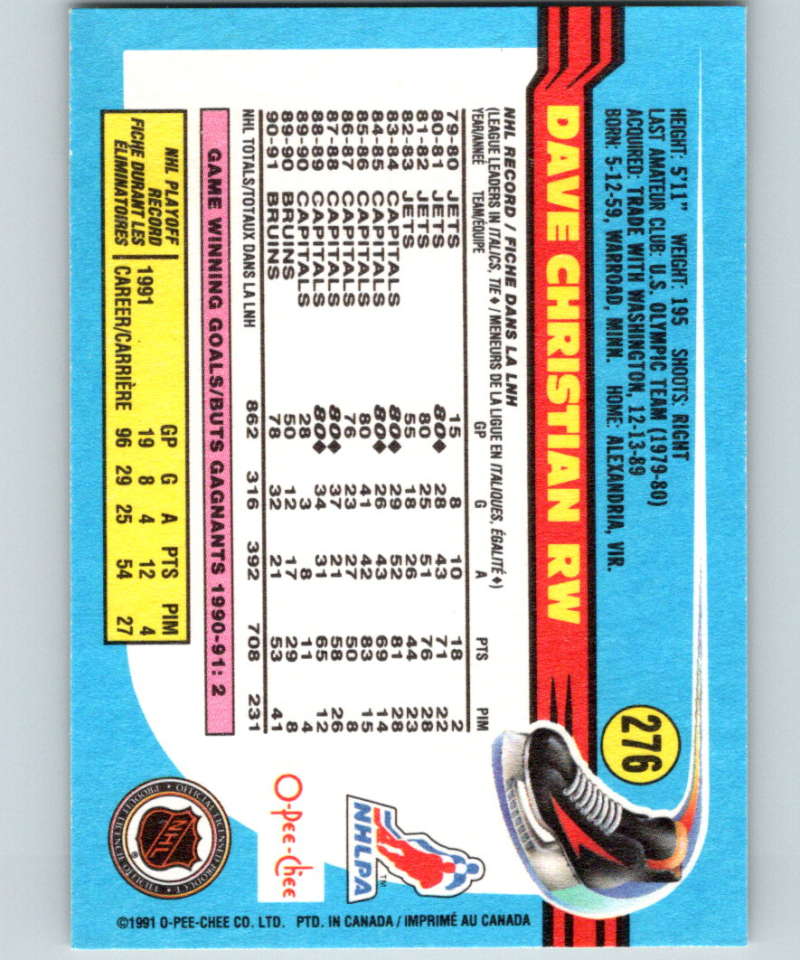 HEIGHT: 5'11" WEIGHT: 195 SHOOTS: RIGHT
LAST AMATEUR CLUB: U.S. OLYMPIC TEAM (1979-80)
ACQUIRED: TRADE WITH WASHINGTON, 12-13-89
BORN: 5-12-59, WARROAD, MINN. HOME: ALEXANDRIA, VIR.
276
DAVE CHRISTIAN RW
NHL RECORD / FICHE DANS LA LNH
(LEAGUE LEADERS IN ITALICS, TIE ♦ / MENEURS DE LA LIGUE EN ITALIQUES, ÉGALITÉ ♦)
YEAR/ANNÉE TEAM/ÉQUIPE GP G A PTS PIM
79-80 JETS 15 8 10 18 2
80-81 JETS 80♦ 28 43 71 22
81-82 JETS 80 25 51 76 28
82-83 JETS 55 18 26 44 23
83-84 CAPITALS 80♦ 29 52 81 28
84-85 CAPITALS 80♦ 26 43 69 14
85-86 CAPITALS 80 41 42 83 15
86-87 CAPITALS 76 23 27 50 8
87-88 CAPITALS 80♦ 37 21 58 26
88-89 CAPITALS 80♦ 34 31 65 12
89-90 CAPITALS 28 3 8 11 4
89-90 BRUINS 50 12 17 29 8
90-91 BRUINS 78 32 21 53 41
NHL TOTALS/TOTAUX DANS LA LNH 862 316 392 708 231
GAME WINNING GOALS/BUTS GAGNANTS 1990-91: 2
NHL PLAYOFF RECORD
FICHE DURANT LES ÉLIMINATOIRES
GP G A PTS PIM
1991 19 8 4 12 4
CAREER/CARRIÈRE 96 29 25 54 27
NHLPA™
O-Pee-Chee
OFFICIAL LICENSED PRODUCT • PRODUIT LICENCIÉ OFFICIEL •
NHL ®
©1991 O-PEE-CHEE CO. LTD. PTD. IN CANADA / IMPRIMÉ AU CANADA